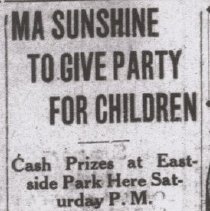 'MA SUNSHINE
TO GIVE PARTY
FOR CHILDREN
Cash Prizes at East-
side Park Here Sat-
urday P. M.